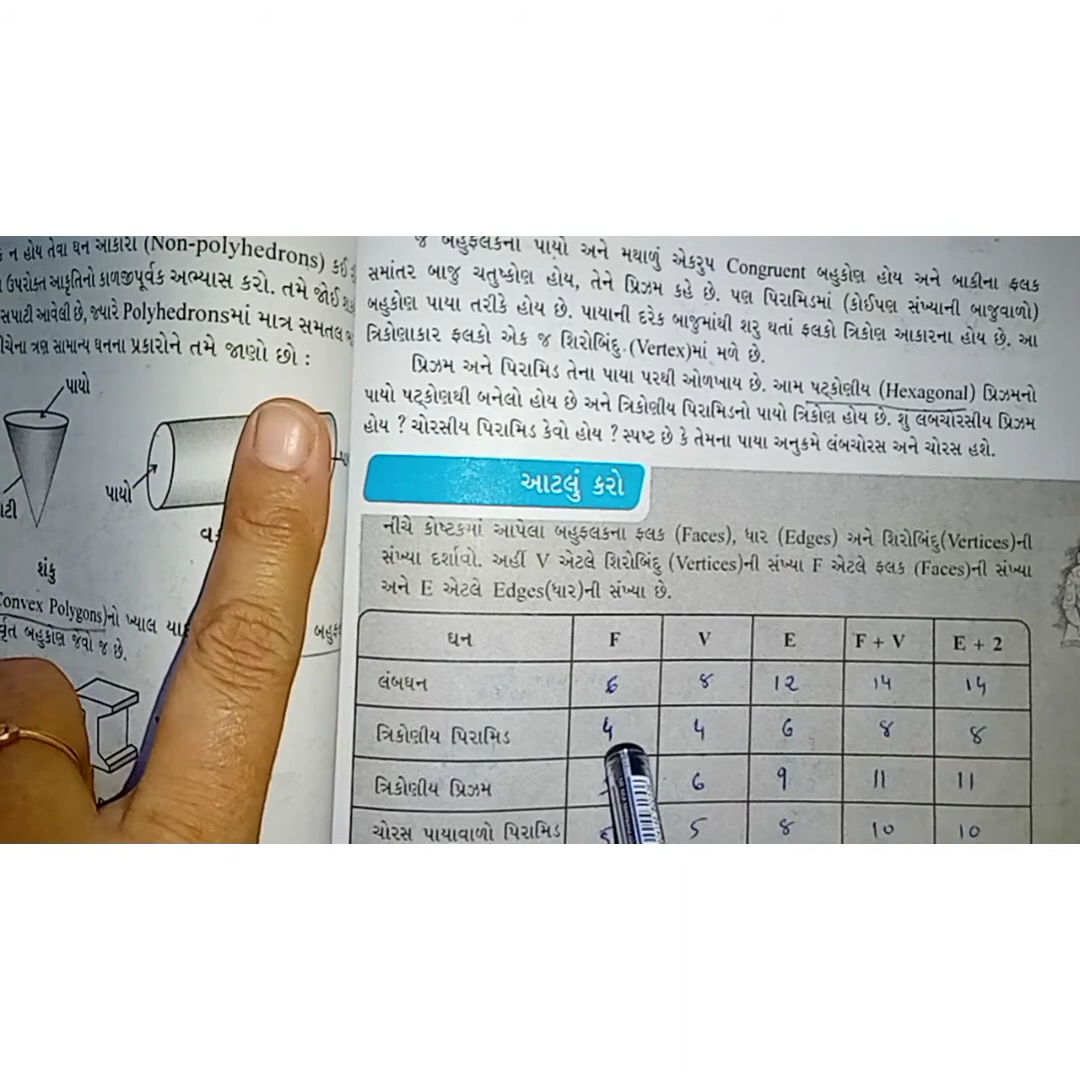 ન હોય તેવા ઘન આકારો (Non-polyhedrons) કઈ
ઉપરોક્ત આકૃતિનો કાળજીપૂર્વક અભ્યાસ કરો. તમે જોઈ
સપાટી આવેલી છે, જ્યારે Polyhedronsમાં માત્ર સમતલ
ત્રણ સામાન્ય ઘનના પ્રકારોને તમે જાણો છો :
પાયો
પાયો
શંકુ
Convex Polygons)નો ખ્યાલ
બહુકોણ જેવો જ છે.
જ બહુફલકના પાયો અને મથાળું એકરુપ Congruent બહુકોણ હોય અને બાકીના ફલક
સમાંતર બાજુ ચતુષ્કોણ હોય, તેને પ્રિઝમ કહે છે. પણ પિરામિડમાં (કોઈપણ સંખ્યાની બાજુવાળો)
બહુકોણ પાયા તરીકે હોય છે. પાયાની દરેક બાજુમાંથી શરુ થતાં ફલકો ત્રિકોણ આકારના હોય છે. આ
ત્રિકોણાકાર ફલકો એક જ શિરોબિંદુ (Vertex)માં મળે છે.
પ્રિઝમ અને પિરામિડ તેના પાયા પરથી ઓળખાય છે. આમ ષટ્કોણીય (Hexagonal) પ્રિઝમનો
પાયો ષટ્કોણથી બનેલો હોય છે અને ત્રિકોણીય પિરામિડનો પાયો ત્રિકોણ હોય છે. શુ લંબચોરસીય પ્રિઝમ
હોય ? ચોરસીય પિરામિડ કેવો હોય ? સ્પષ્ટ છે કે તેમના પાયા અનુક્રમે લંબચોરસ અને ચોરસ હશે.
આટલું કરો
નીચે કોષ્ટકમાં આપેલા બહુફલકના ફલક (Faces), ધાર (Edges) અને શિરોબિંદુ(Vertices)ની
સંખ્યા દર્શાવો. અહીં V એટલે શિરોબિંદુ (Vertices)ની સંખ્યા F એટલે ફલક (Faces)ની સંખ્યા
અને E એટલે Edges(ધાર)ની સંખ્યા છે.
ઘન F V E F + V E + 2
લંબઘન 6 8 12 14 14
ત્રિકોણીય પિરામિડ 4 4 6 8 8
ત્રિકોણીય પ્રિઝમ 6 9 11 11
ચોરસ પાયાવાળો પિરામિડ 5 5 8 10 10